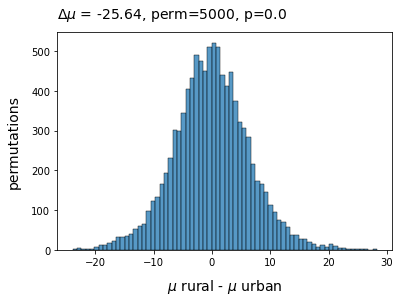 Δμ = -25.64, perm=5000, p=0.0
500
400
300
200
100
0
permutations
−20 −10 0 10 20 30
μ rural - μ urban